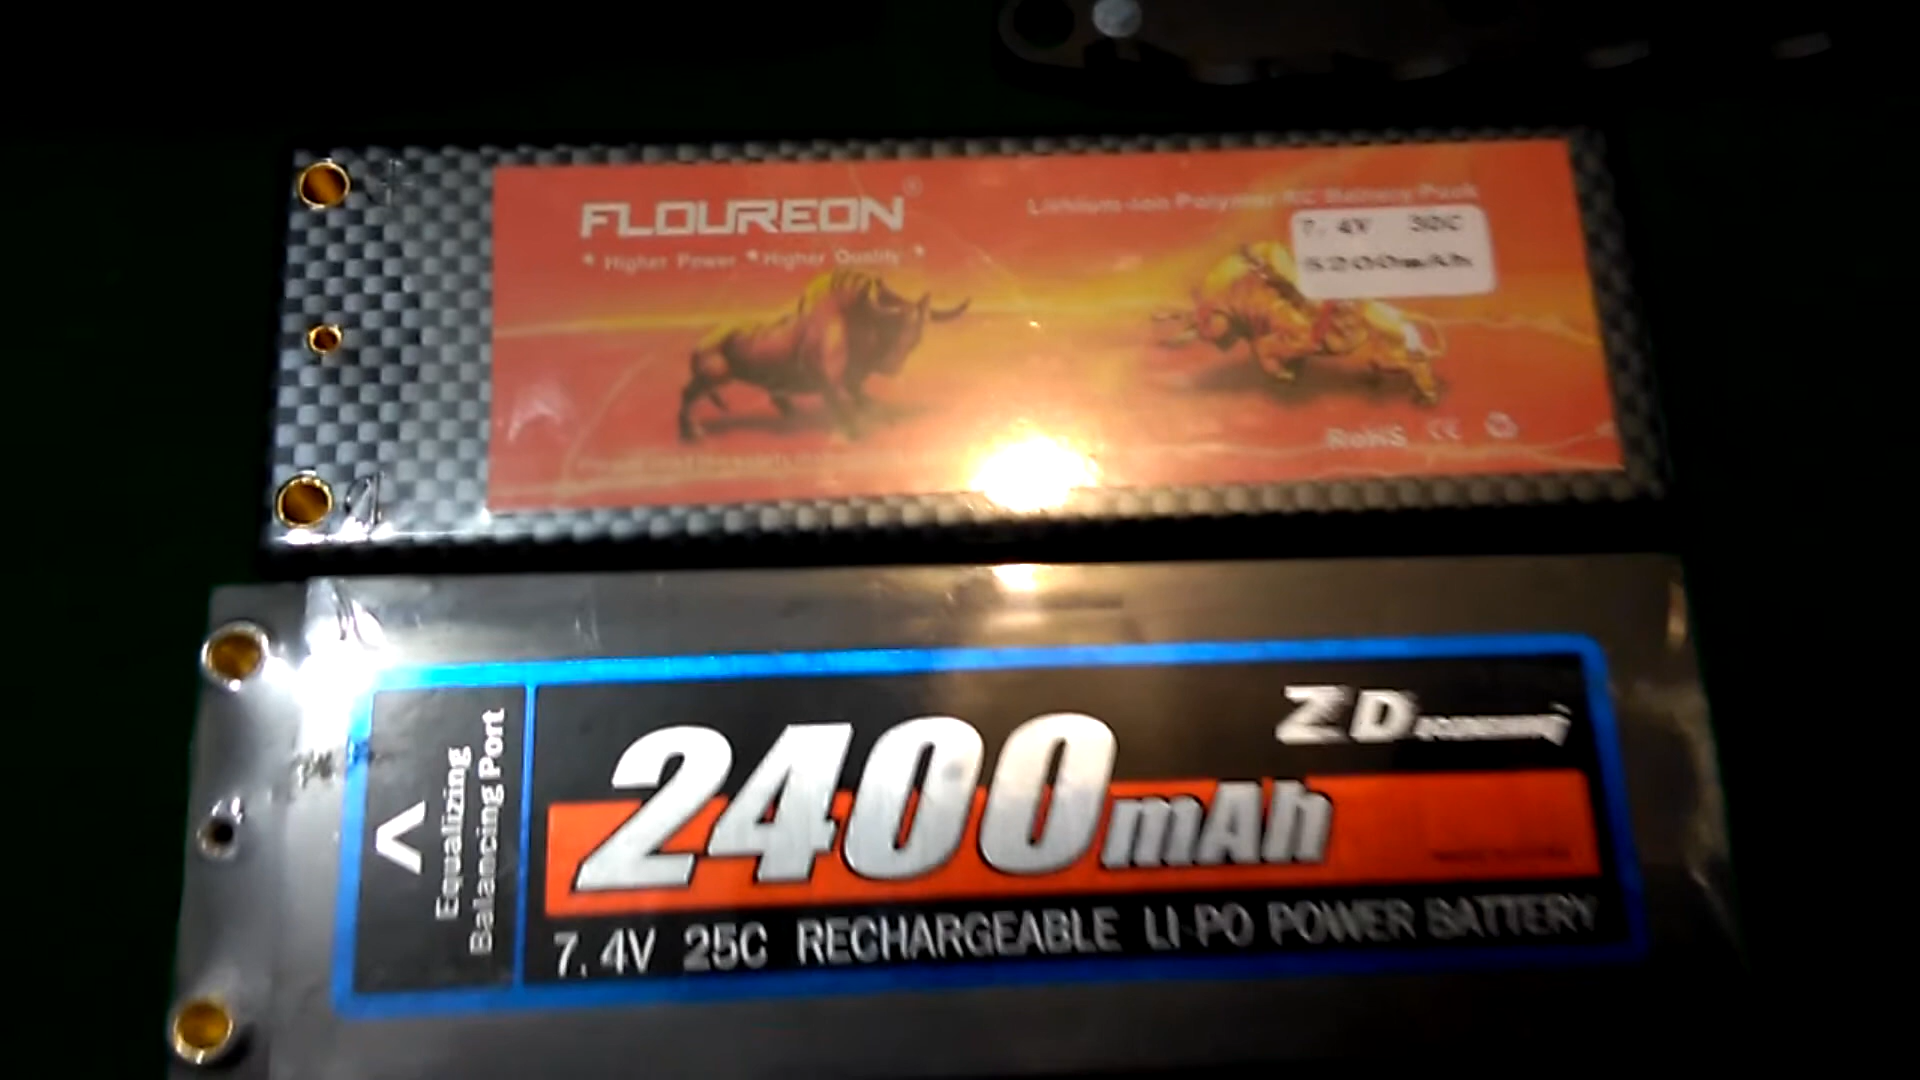 FLOUREON®
* Higher Power * Higher Quality *
Lithium-ion Polymer RC Battery Pack
7.4V 30C
5200mAh
RoHS CE
Equalizing
Balancing Port
ZD
2400mAh
7.4V 25C RECHARGEABLE LI-PO POWER BATTERY